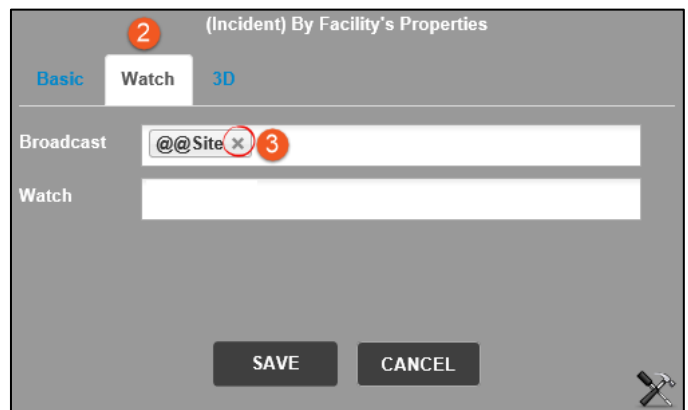 (Incident) By Facility's Properties
2
Basic Watch 3D
Broadcast @@Site × 3
Watch
SAVE CANCEL